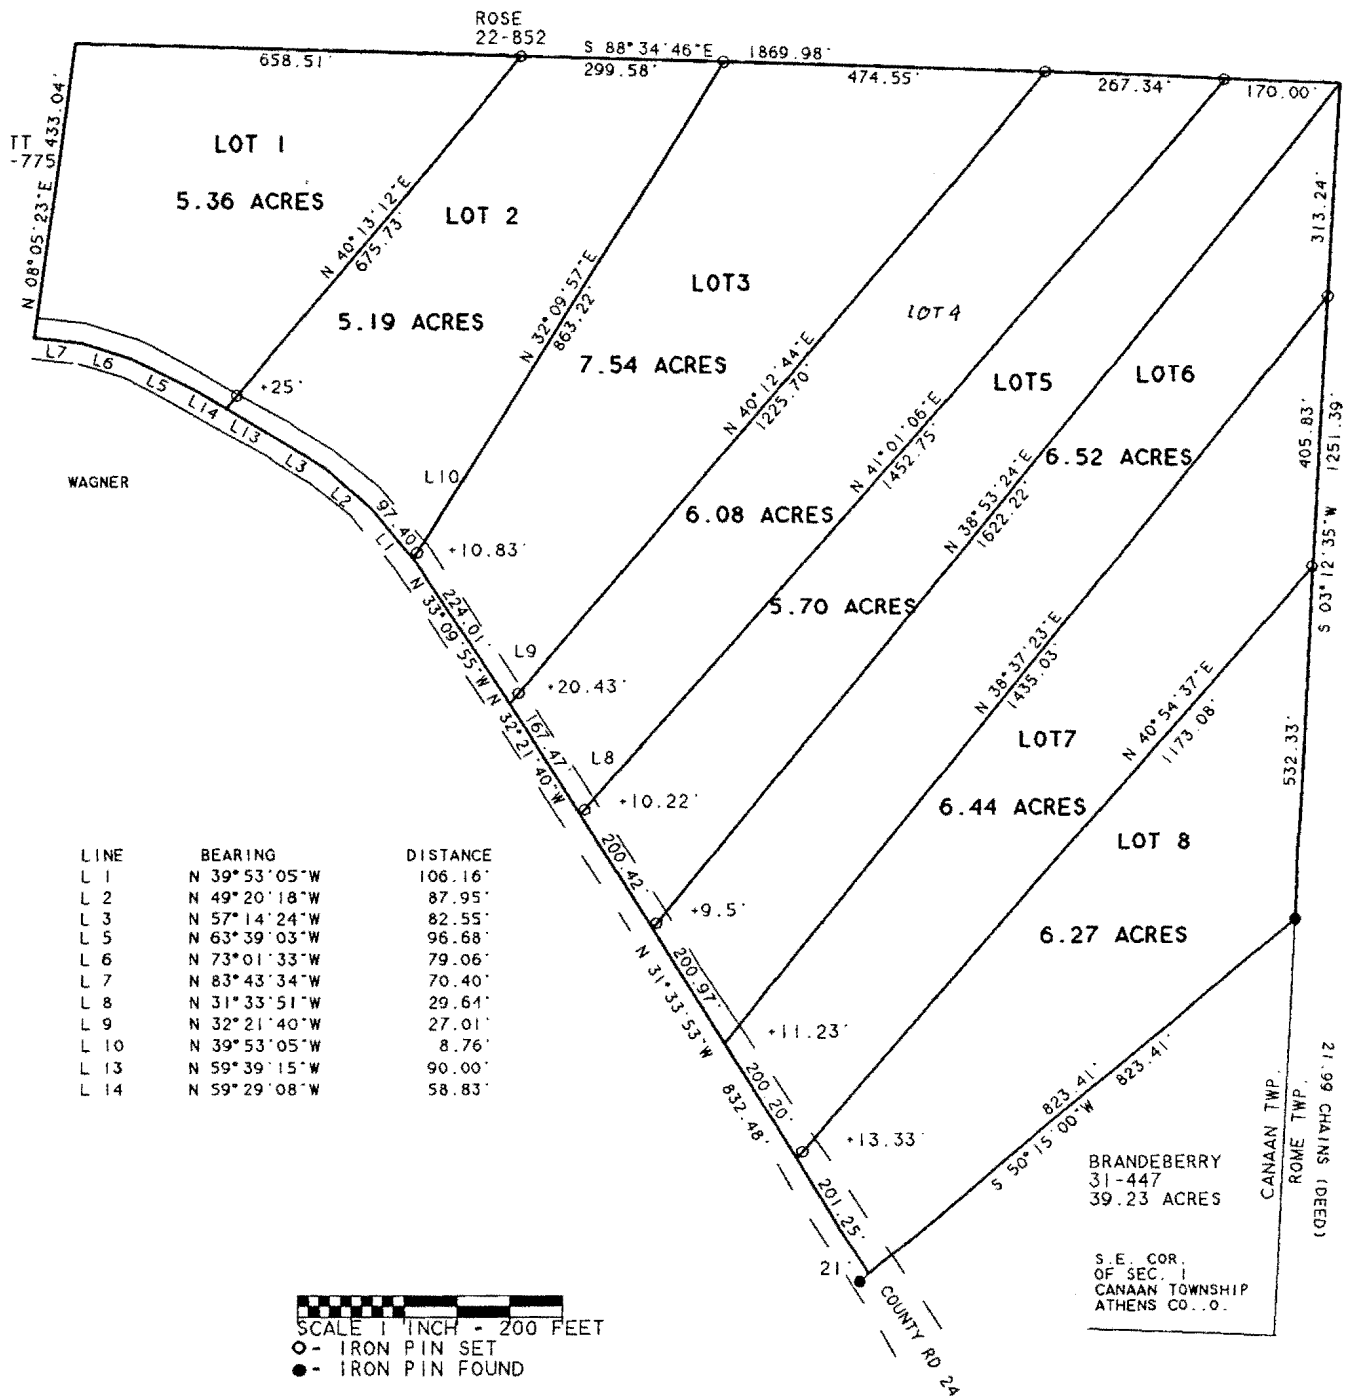 ROSE
22-852
S 88°34'46"E
1869.98'
658.51'
299.58'
474.55'
267.34'
170.00'
TT
-775
N 08°05'23"E 433.04'
LOT 1
5.36 ACRES
N 40°13'12"E
675.73'
LOT 2
5.19 ACRES
N 32°09'57"E
863.22'
LOT3
7.54 ACRES
N 40°12'44"E
1225.70'
LOT4
6.08 ACRES
N 41°01'06"E
1452.75'
LOT5
5.70 ACRES
N 38°53'24"E
1622.22'
LOT6
6.52 ACRES
N 38°37'23"E
1435.03'
LOT7
6.44 ACRES
N 40°54'37"E
1173.08'
LOT 8
6.27 ACRES
313.24'
405.83'
532.33'
S 03°12'35"W 1251.39'
L7
L6
L5
L14
L13
L3
L2
L1
+25'
WAGNER
97.40'
L10
+10.83'
224.01'
N 33°09'55"W
L9
+20.43'
167.47'
N 32°21'40"W
L8
+10.22'
200.42'
+9.5'
200.97'
N 31°33'53"W 832.48'
+11.23'
200.20'
+13.33'
201.25'
21'
COUNTY RD 24
823.41'
823.41'
S 50°15'00"W
LINE BEARING DISTANCE
L 1 N 39°53'05"W 106.16'
L 2 N 49°20'18"W 87.95'
L 3 N 57°14'24"W 82.55'
L 5 N 63°39'03"W 96.68'
L 6 N 73°01'33"W 79.06'
L 7 N 83°43'34"W 70.40'
L 8 N 31°33'51"W 29.61'
L 9 N 32°21'40"W 27.01'
L 10 N 39°53'05"W 8.76'
L 13 N 59°39'15"W 90.00'
L 14 N 59°29'08"W 58.83'
BRANDEBERRY
31-447
39.23 ACRES
CANAAN TWP.
ROME TWP.
21.99 CHAINS (DEED)
S.E. COR.
OF SEC. 1
CANAAN TOWNSHIP
ATHENS CO..O.
SCALE 1 INCH - 200 FEET
O- IRON PIN SET
●- IRON PIN FOUND